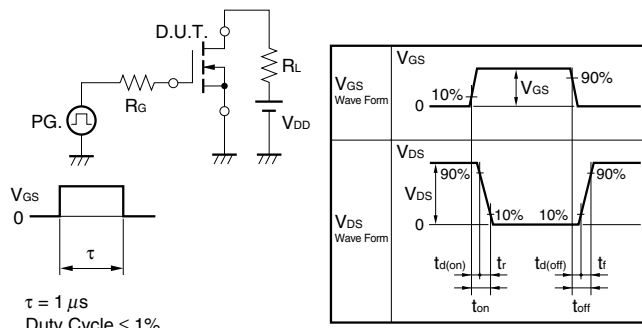 D.U.T.
RL
RG
PG.
VDD
VGS
0
τ
τ = 1 μs
Duty Cycle ≤ 1%
VGS
Wave Form
VGS
10%
0
VGS
90%
VDS
Wave Form
VDS
90%
VDS
0
10%
10%
90%
td(on)
tr
td(off)
tf
ton
toff